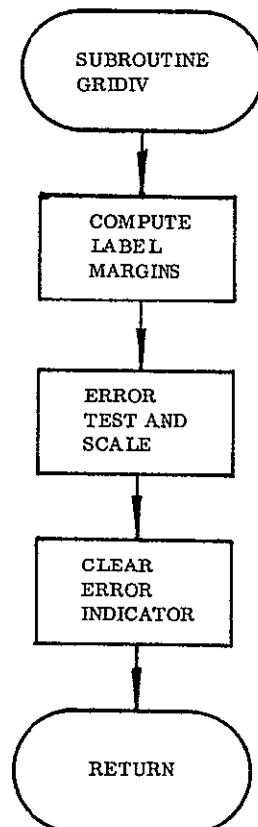 SUBROUTINE
GRIDIV
COMPUTE
LABEL
MARGINS
ERROR
TEST AND
SCALE
CLEAR
ERROR
INDICATOR
RETURN